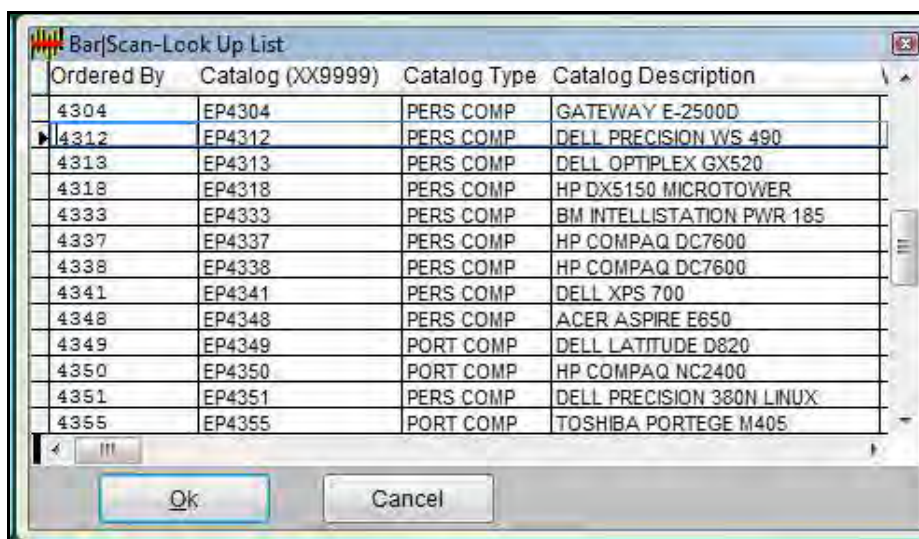 Bar|Scan-Look Up List
Ordered By Catalog (XX9999) Catalog Type Catalog Description
4304 EP4304 PERS COMP GATEWAY E-2500D
4312 EP4312 PERS COMP DELL PRECISION WS 490
4313 EP4313 PERS COMP DELL OPTIPLEX GX520
4318 EP4318 PERS COMP HP DX5150 MICROTOWER
4333 EP4333 PERS COMP BM INTELLISTATION PWR 185
4337 EP4337 PERS COMP HP COMPAQ DC7600
4338 EP4338 PERS COMP HP COMPAQ DC7600
4341 EP4341 PERS COMP DELL XPS 700
4348 EP4348 PERS COMP ACER ASPIRE E650
4349 EP4349 PORT COMP DELL LATITUDE D820
4350 EP4350 PORT COMP HP COMPAQ NC2400
4351 EP4351 PERS COMP DELL PRECISION 380N LINUX
4355 EP4355 PORT COMP TOSHIBA PORTEGE M405
Ok Cancel